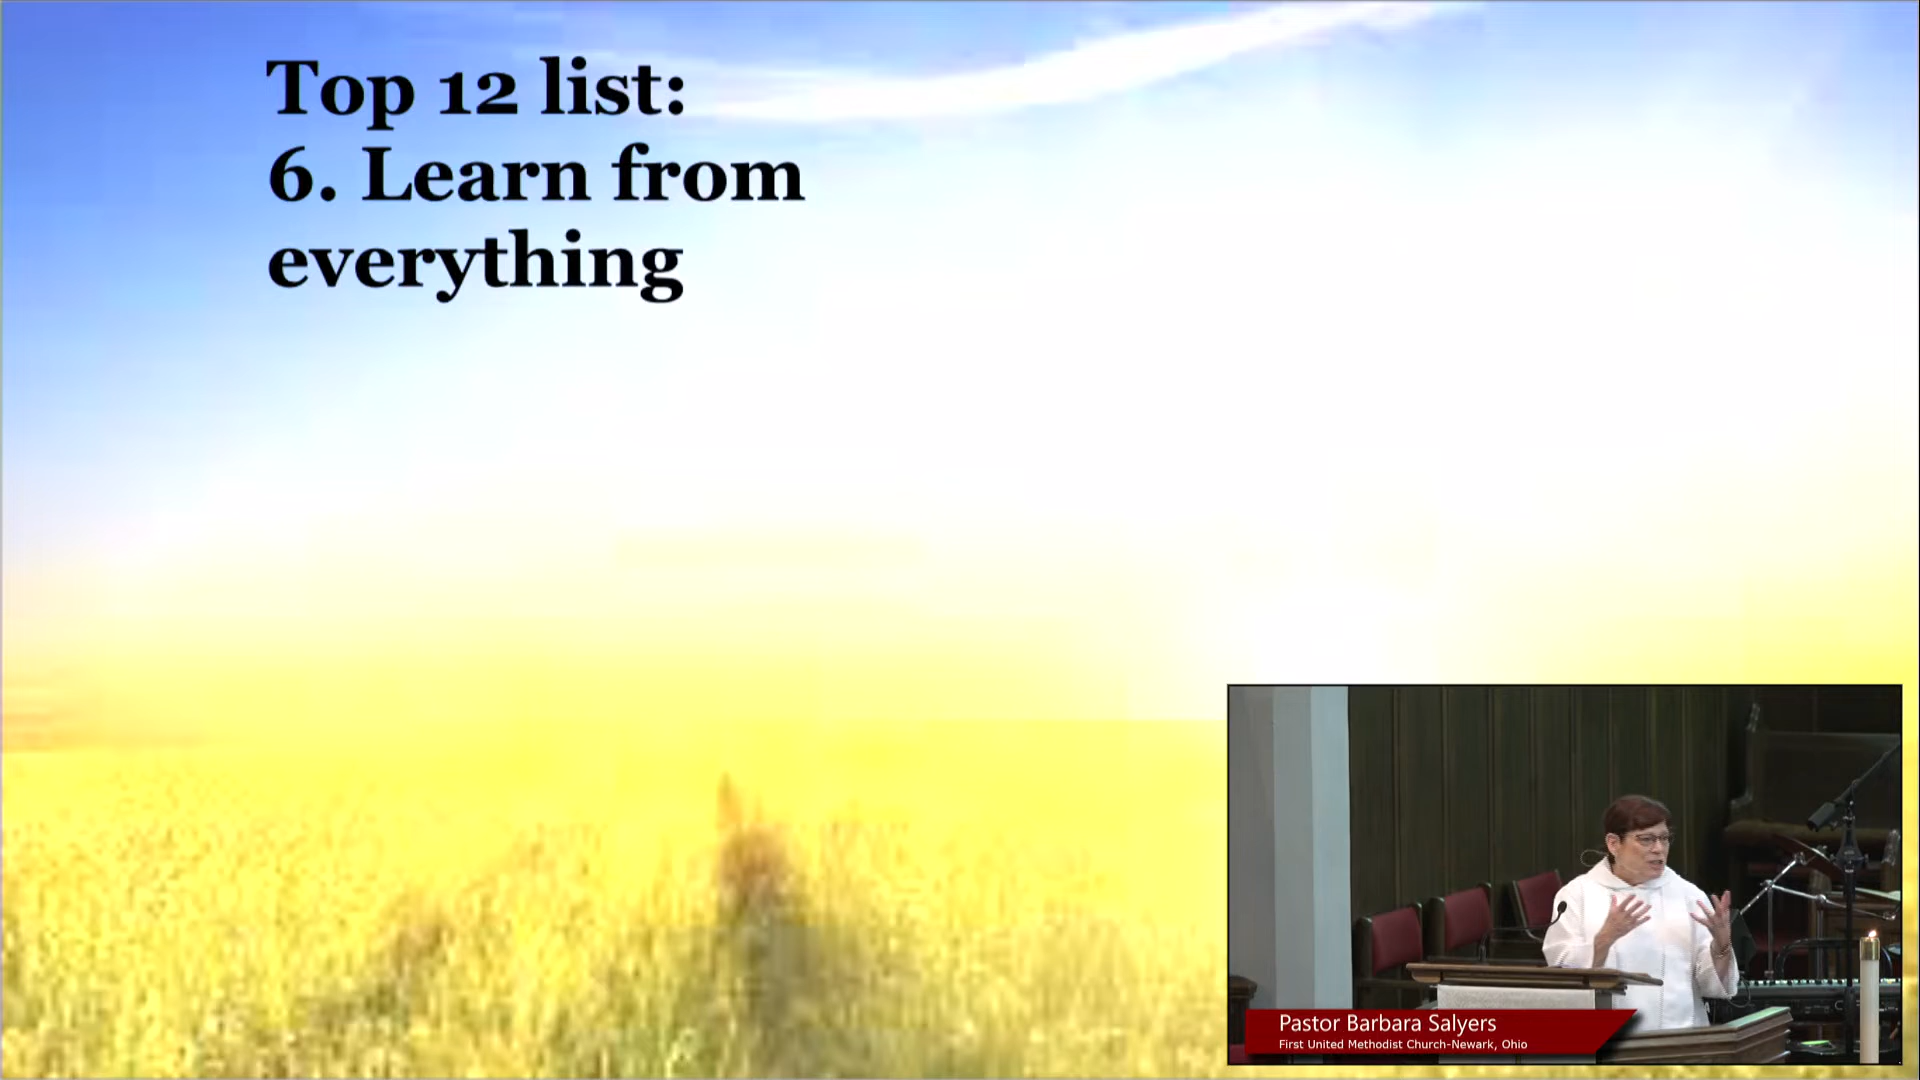 Top 12 list:
6. Learn from
everything
Pastor Barbara Salyers
First United Methodist Church-Newark, Ohio